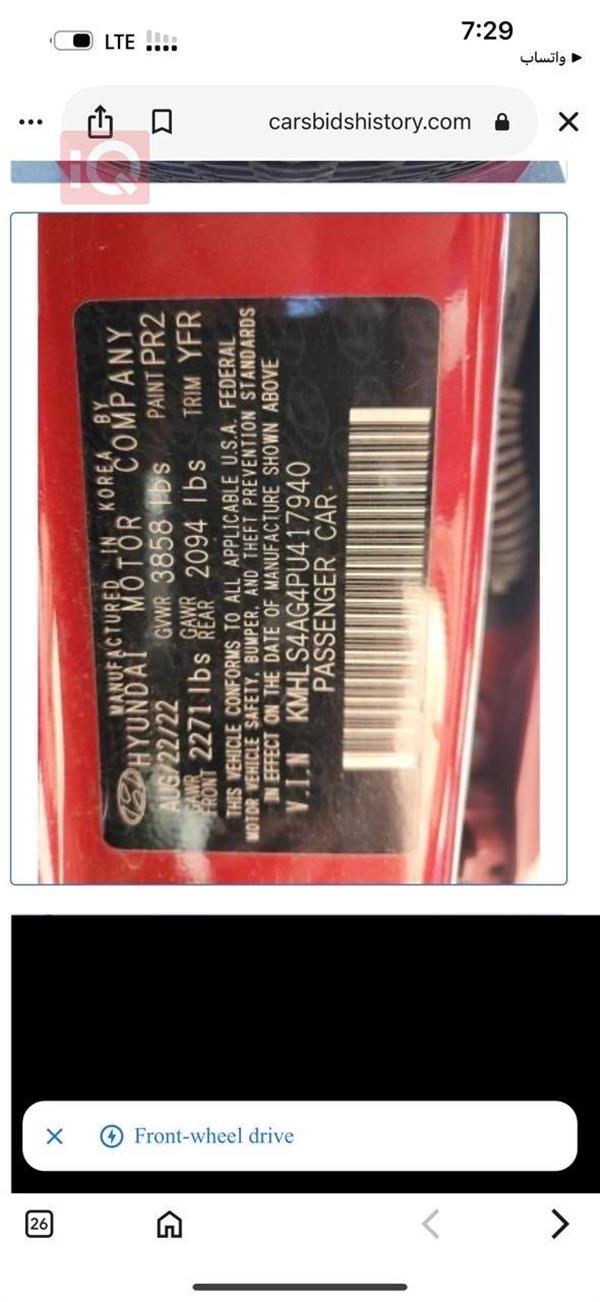 LTE 7:29
واتساب ◀
carsbidshistory.com
iQ
MANUFACTURED IN KOREA BY
HYUNDAI MOTOR COMPANY
AUG/22/22 GVWR 3858 lbs PAINT PR2
GAWR FRONT 2271 lbs GAWR REAR 2094 lbs TRIM YFR
THIS VEHICLE CONFORMS TO ALL APPLICABLE U.S.A. FEDERAL
MOTOR VEHICLE SAFETY, BUMPER, AND THEFT PREVENTION STANDARDS
IN EFFECT ON THE DATE OF MANUFACTURE SHOWN ABOVE
V.I.N KMHLS4AG4PU417940
PASSENGER CAR
Front-wheel drive
26